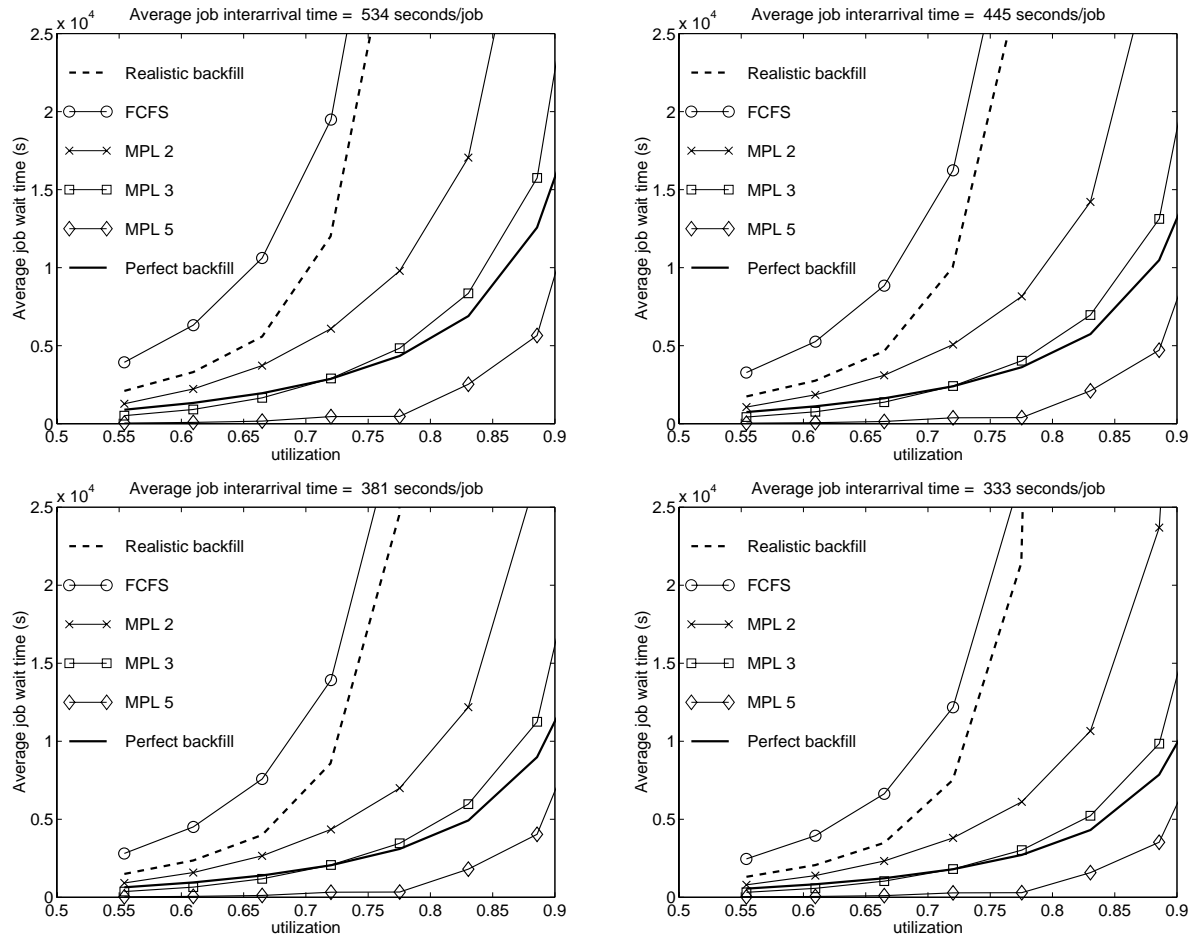 Average job interarrival time = 534 seconds/job
x 10^4
2.5
2
1.5
1
0.5
0
Average job wait time (s)
Realistic backfill
FCFS
MPL 2
MPL 3
MPL 5
Perfect backfill
0.5 0.55 0.6 0.65 0.7 0.75 0.8 0.85 0.9
utilization
Average job interarrival time = 445 seconds/job
x 10^4
2.5
2
1.5
1
0.5
0
Average job wait time (s)
Realistic backfill
FCFS
MPL 2
MPL 3
MPL 5
Perfect backfill
0.5 0.55 0.6 0.65 0.7 0.75 0.8 0.85 0.9
utilization
Average job interarrival time = 381 seconds/job
x 10^4
2.5
2
1.5
1
0.5
0
Average job wait time (s)
Realistic backfill
FCFS
MPL 2
MPL 3
MPL 5
Perfect backfill
0.5 0.55 0.6 0.65 0.7 0.75 0.8 0.85 0.9
utilization
Average job interarrival time = 333 seconds/job
x 10^4
2.5
2
1.5
1
0.5
0
Average job wait time (s)
Realistic backfill
FCFS
MPL 2
MPL 3
MPL 5
Perfect backfill
0.5 0.55 0.6 0.65 0.7 0.75 0.8 0.85 0.9
utilization